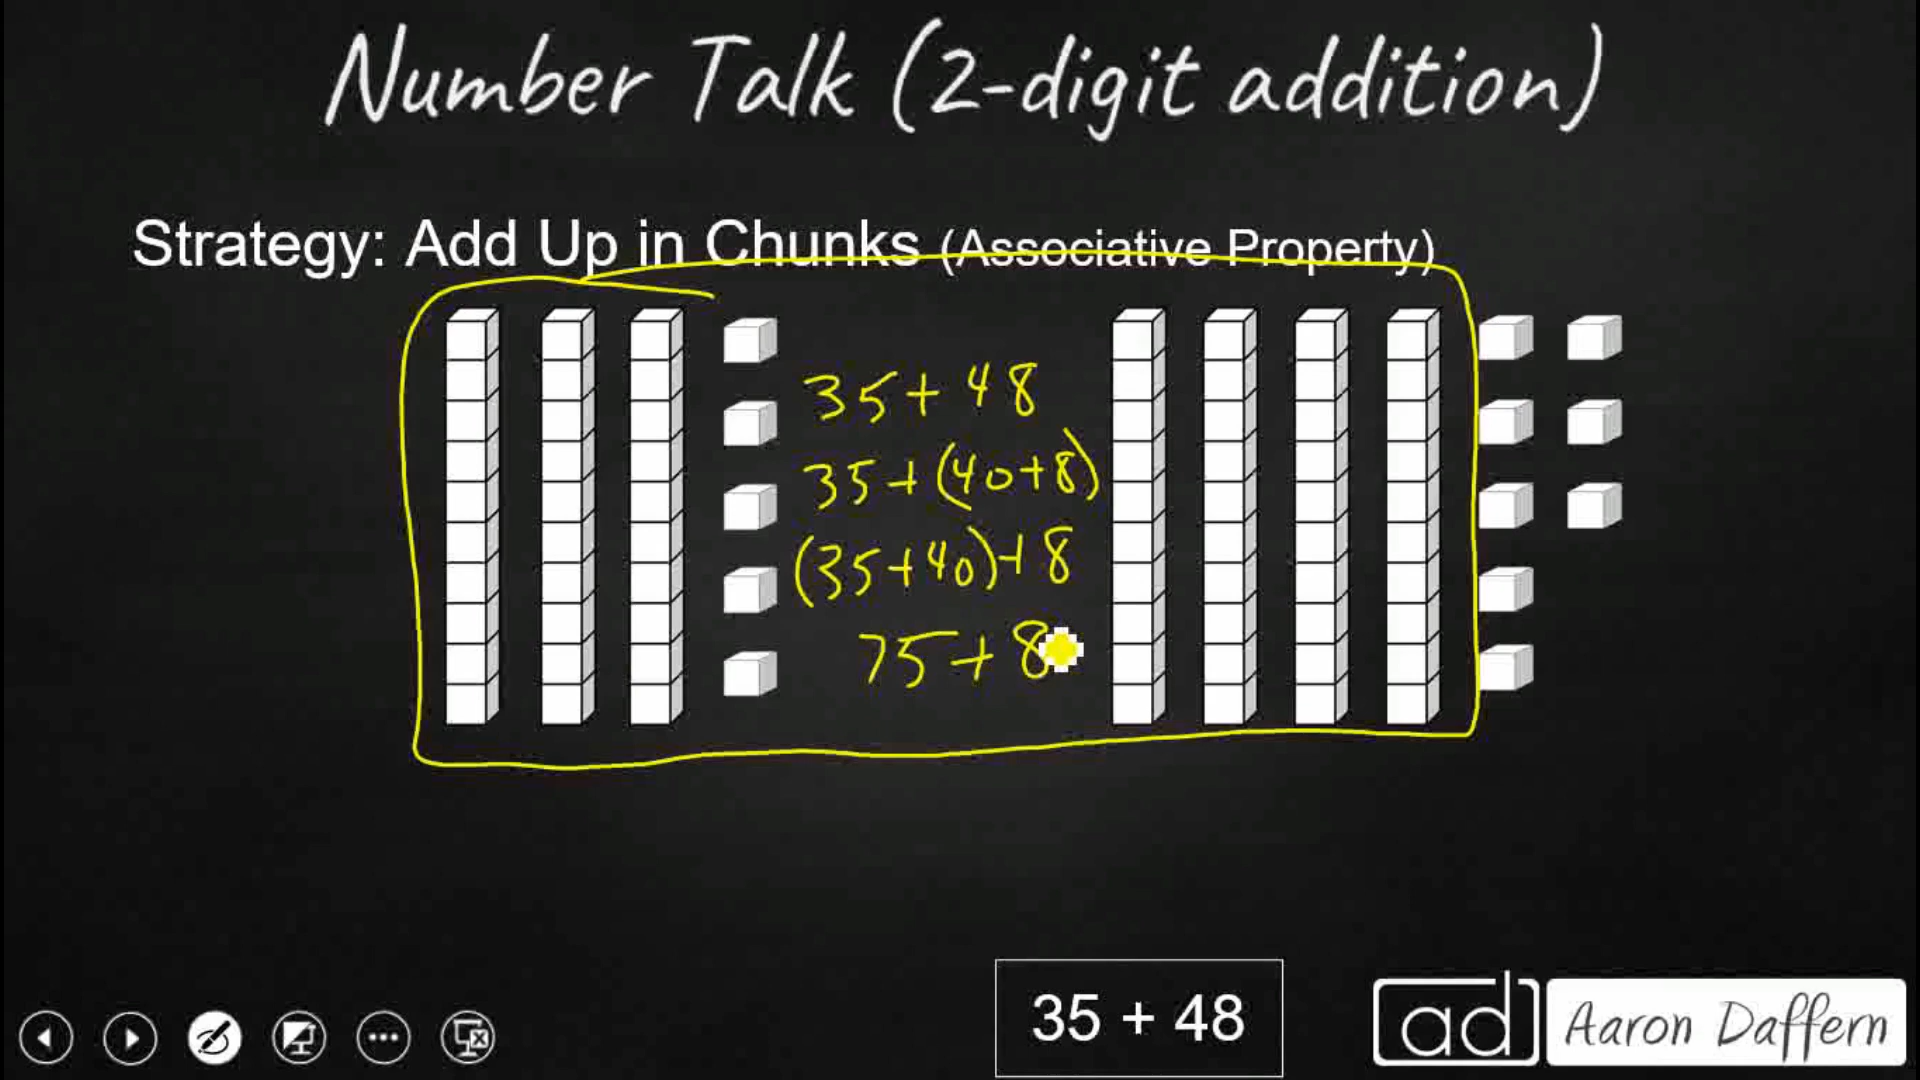 Number Talk (2-digit addition)
Strategy: Add Up in Chunks (Associative Property)
35+48
35+(40+8)
(35+40)+8
75+8
35 + 48
ad Aaron Daffern